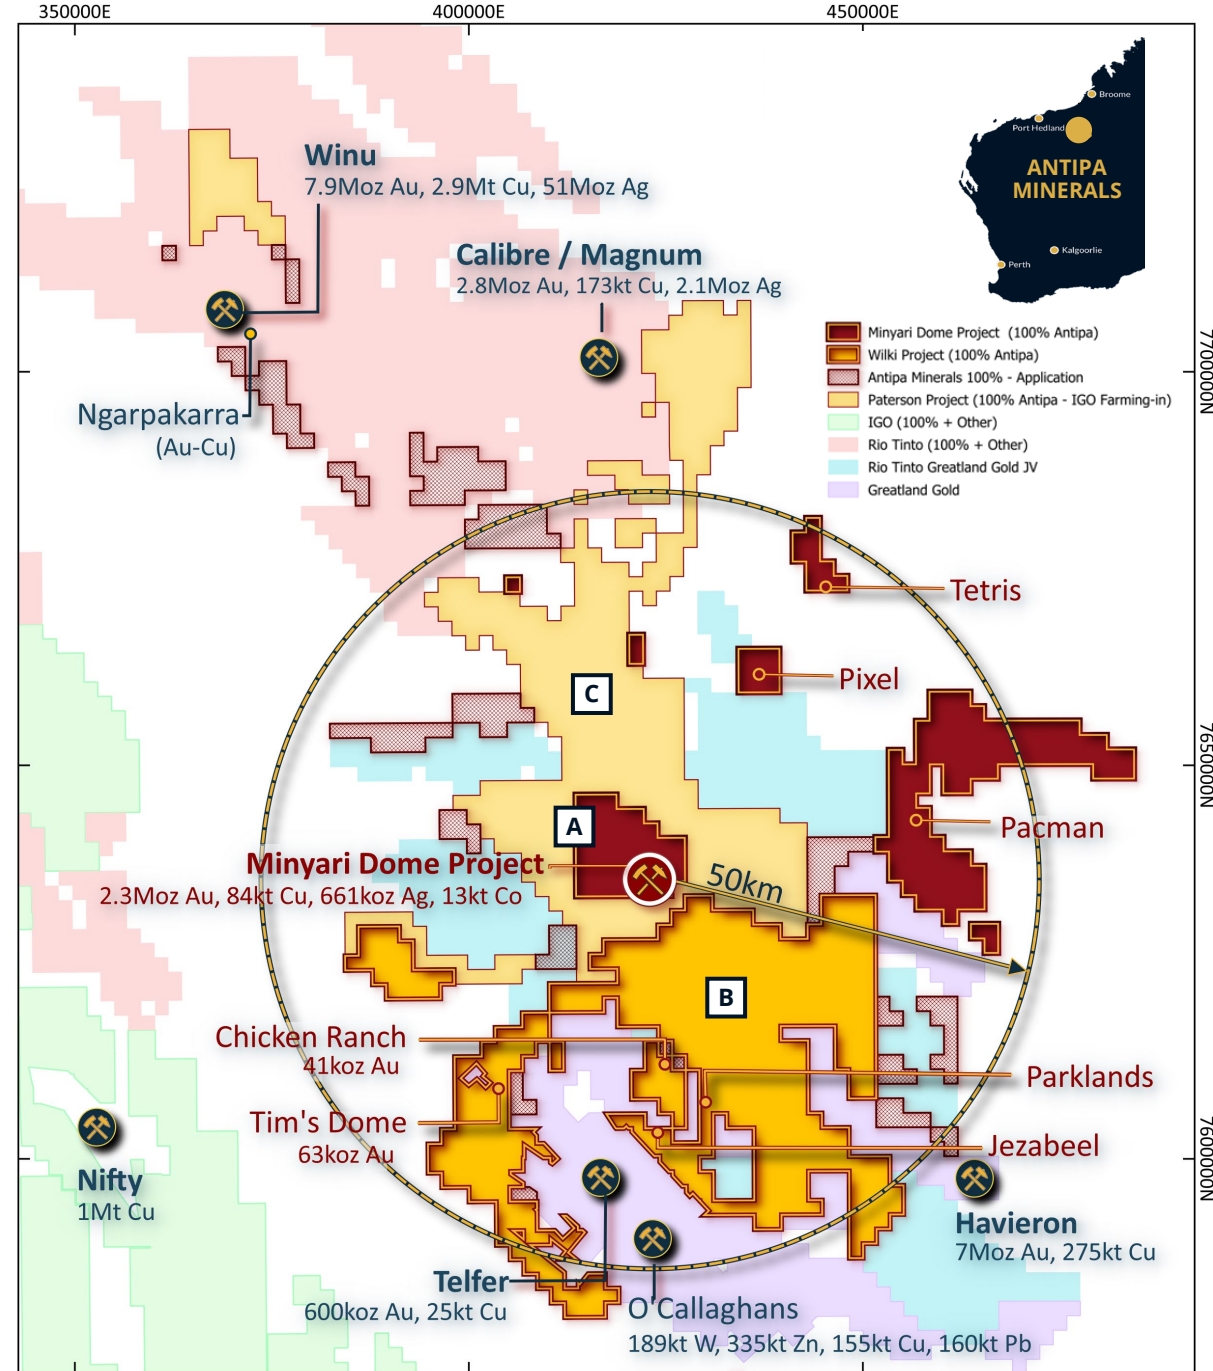 350000E
400000E
450000E
Broome
Port Hedland
ANTIPA
MINERALS
Kalgoorlie
Perth
Winu
7.9Moz Au, 2.9Mt Cu, 51Moz Ag
Calibre / Magnum
2.8Moz Au, 173kt Cu, 2.1Moz Ag
Minyari Dome Project (100% Antipa)
Wilki Project (100% Antipa)
Antipa Minerals 100% - Application
Paterson Project (100% Antipa - IGO Farming-in)
IGO (100% + Other)
Rio Tinto (100% + Other)
Rio Tinto Greatland Gold JV
Greatland Gold
7700000N
Ngarpakarra
(Au-Cu)
Tetris
Pixel
C
7650000N
A
Pacman
Minyari Dome Project
2.3Moz Au, 84kt Cu, 661koz Ag, 13kt Co
50km
B
Chicken Ranch
41koz Au
Parklands
Tim's Dome
63koz Au
Jezabeel
7600000N
Nifty
1Mt Cu
Havieron
7Moz Au, 275kt Cu
Telfer
600koz Au, 25kt Cu
O'Callaghans
189kt W, 335kt Zn, 155kt Cu, 160kt Pb